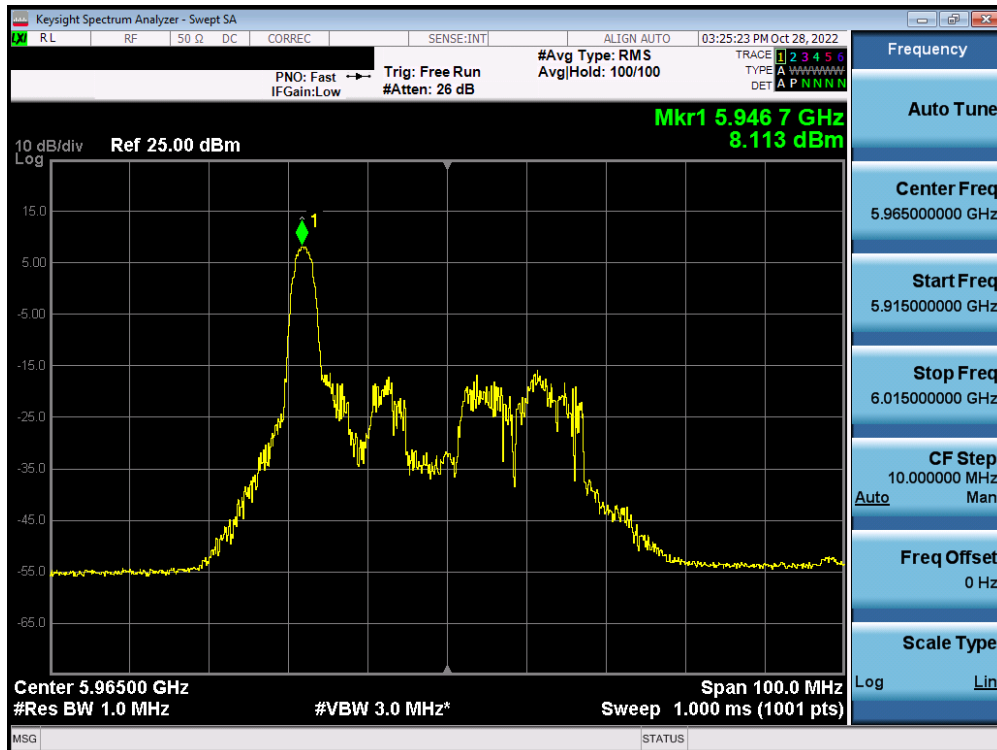 Keysight Spectrum Analyzer - Swept SA
LXI RL RF 50 Ω DC CORREC SENSE:INT ALIGN AUTO 03:25:23 PM Oct 28, 2022
PNO: Fast
IFGain:Low
Trig: Free Run
#Atten: 26 dB
#Avg Type: RMS
Avg|Hold: 100/100
TRACE 1 2 3 4 5 6
TYPE A WWWWW
DET A P N N N N
Mkr1 5.946 7 GHz
8.113 dBm
10 dB/div Ref 25.00 dBm
Log
1
15.0
5.00
-5.00
-15.0
-25.0
-35.0
-45.0
-55.0
-65.0
Center 5.96500 GHz Span 100.0 MHz
#Res BW 1.0 MHz #VBW 3.0 MHz* Sweep 1.000 ms (1001 pts)
MSG STATUS
Frequency
Auto Tune
Center Freq
5.965000000 GHz
Start Freq
5.915000000 GHz
Stop Freq
6.015000000 GHz
CF Step
10.000000 MHz
Auto Man
Freq Offset
0 Hz
Scale Type
Log Lin